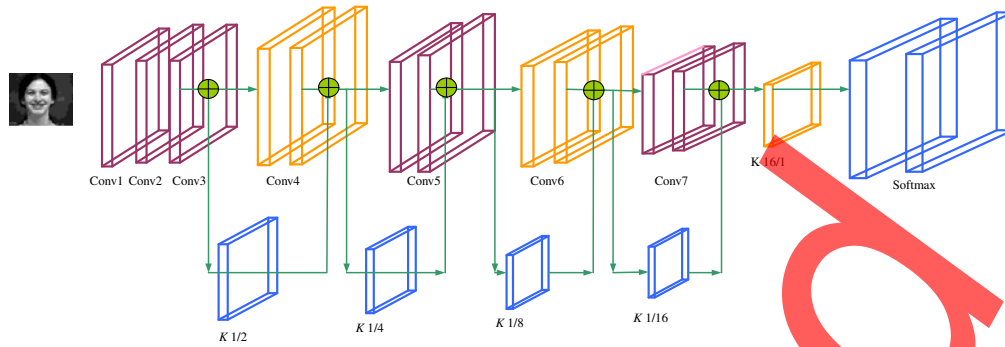 Conv1 Conv2 Conv3 Conv4 Conv5 Conv6 Conv7 K 16/1 Softmax
K 1/2 K 1/4 K 1/8 K 1/16